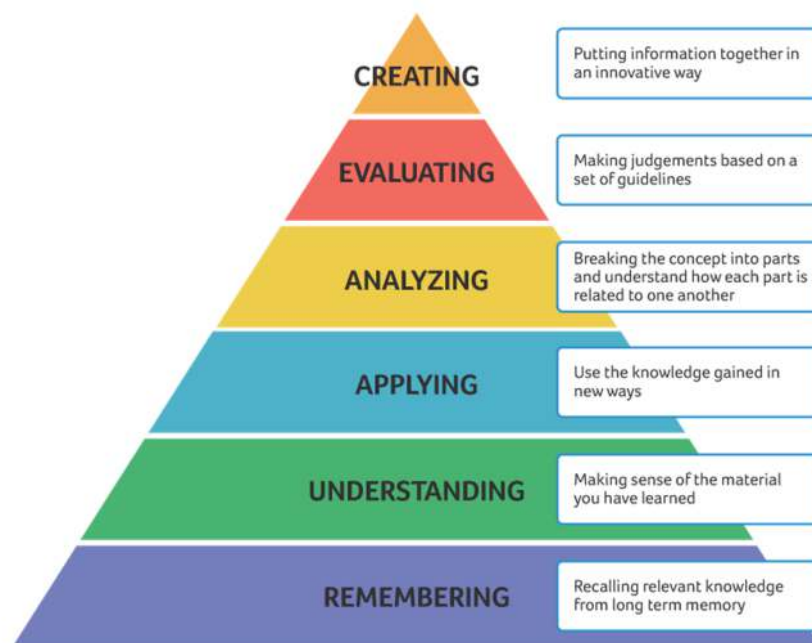 CREATING
Putting information together in
an innovative way
EVALUATING
Making judgements based on a
set of guidelines
ANALYZING
Breaking the concept into parts
and understand how each part is
related to one another
APPLYING
Use the knowledge gained in
new ways
UNDERSTANDING
Making sense of the material
you have learned
REMEMBERING
Recalling relevant knowledge
from long term memory